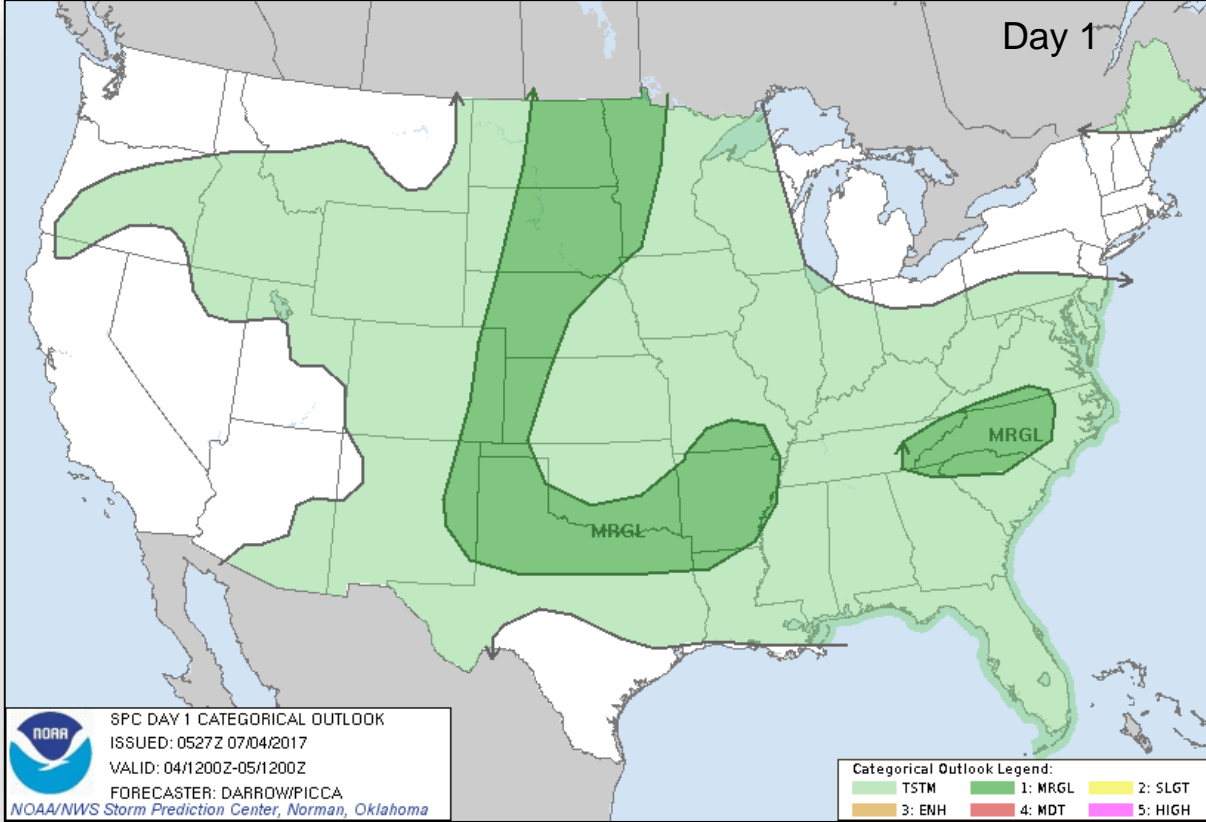 Day 1
MRGL
MRGL
NOAA
SPC DAY 1 CATEGORICAL OUTLOOK
ISSUED: 0527Z 07/04/2017
VALID: 04/1200Z-05/1200Z
FORECASTER: DARROW/PICCA
NOAA/NWS Storm Prediction Center, Norman, Oklahoma
Categorical Outlook Legend:
TSTM 1: MRGL 2: SLGT
3: ENH 4: MDT 5: HIGH